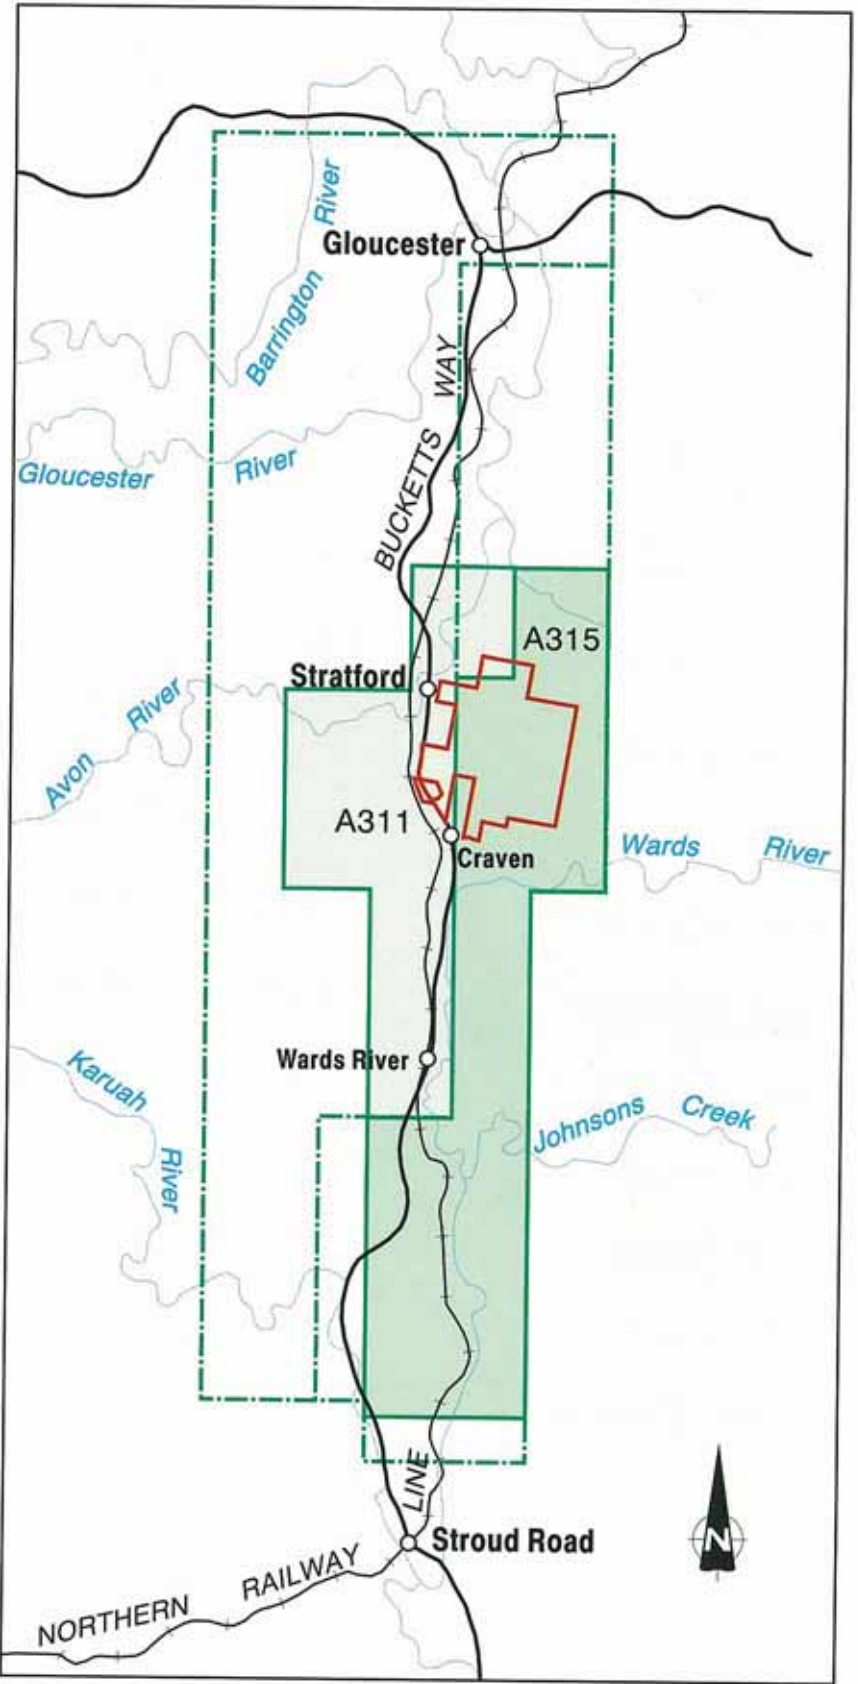 River
Gloucester
Barrington
WAY
BUCKETTS
Gloucester River
A315
Stratford
Avon River
A311
Wards River
Craven
Wards River
Karuah River
Johnsons Creek
LINE
Stroud Road
N
NORTHERN RAILWAY